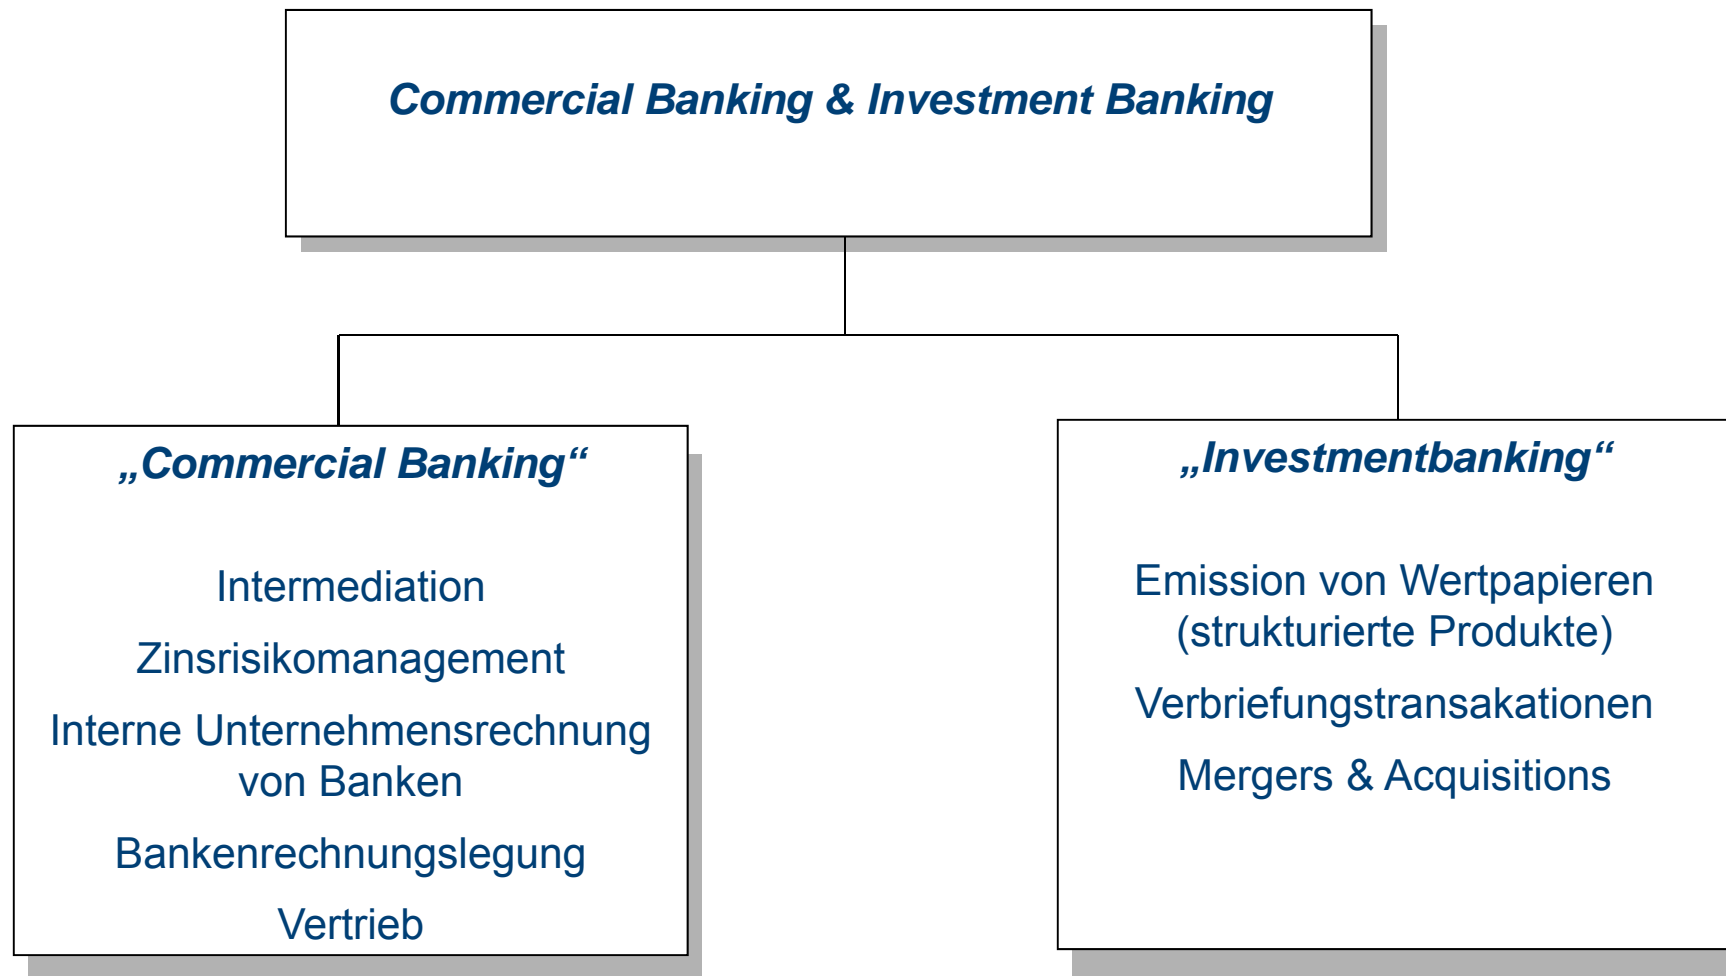 Commercial Banking & Investment Banking
„Commercial Banking“
Intermediation
Zinsrisikomanagement
Interne Unternehmensrechnung
von Banken
Bankenrechnungslegung
Vertrieb
„Investmentbanking“
Emission von Wertpapieren
(strukturierte Produkte)
Verbriefungstransakationen
Mergers & Acquisitions